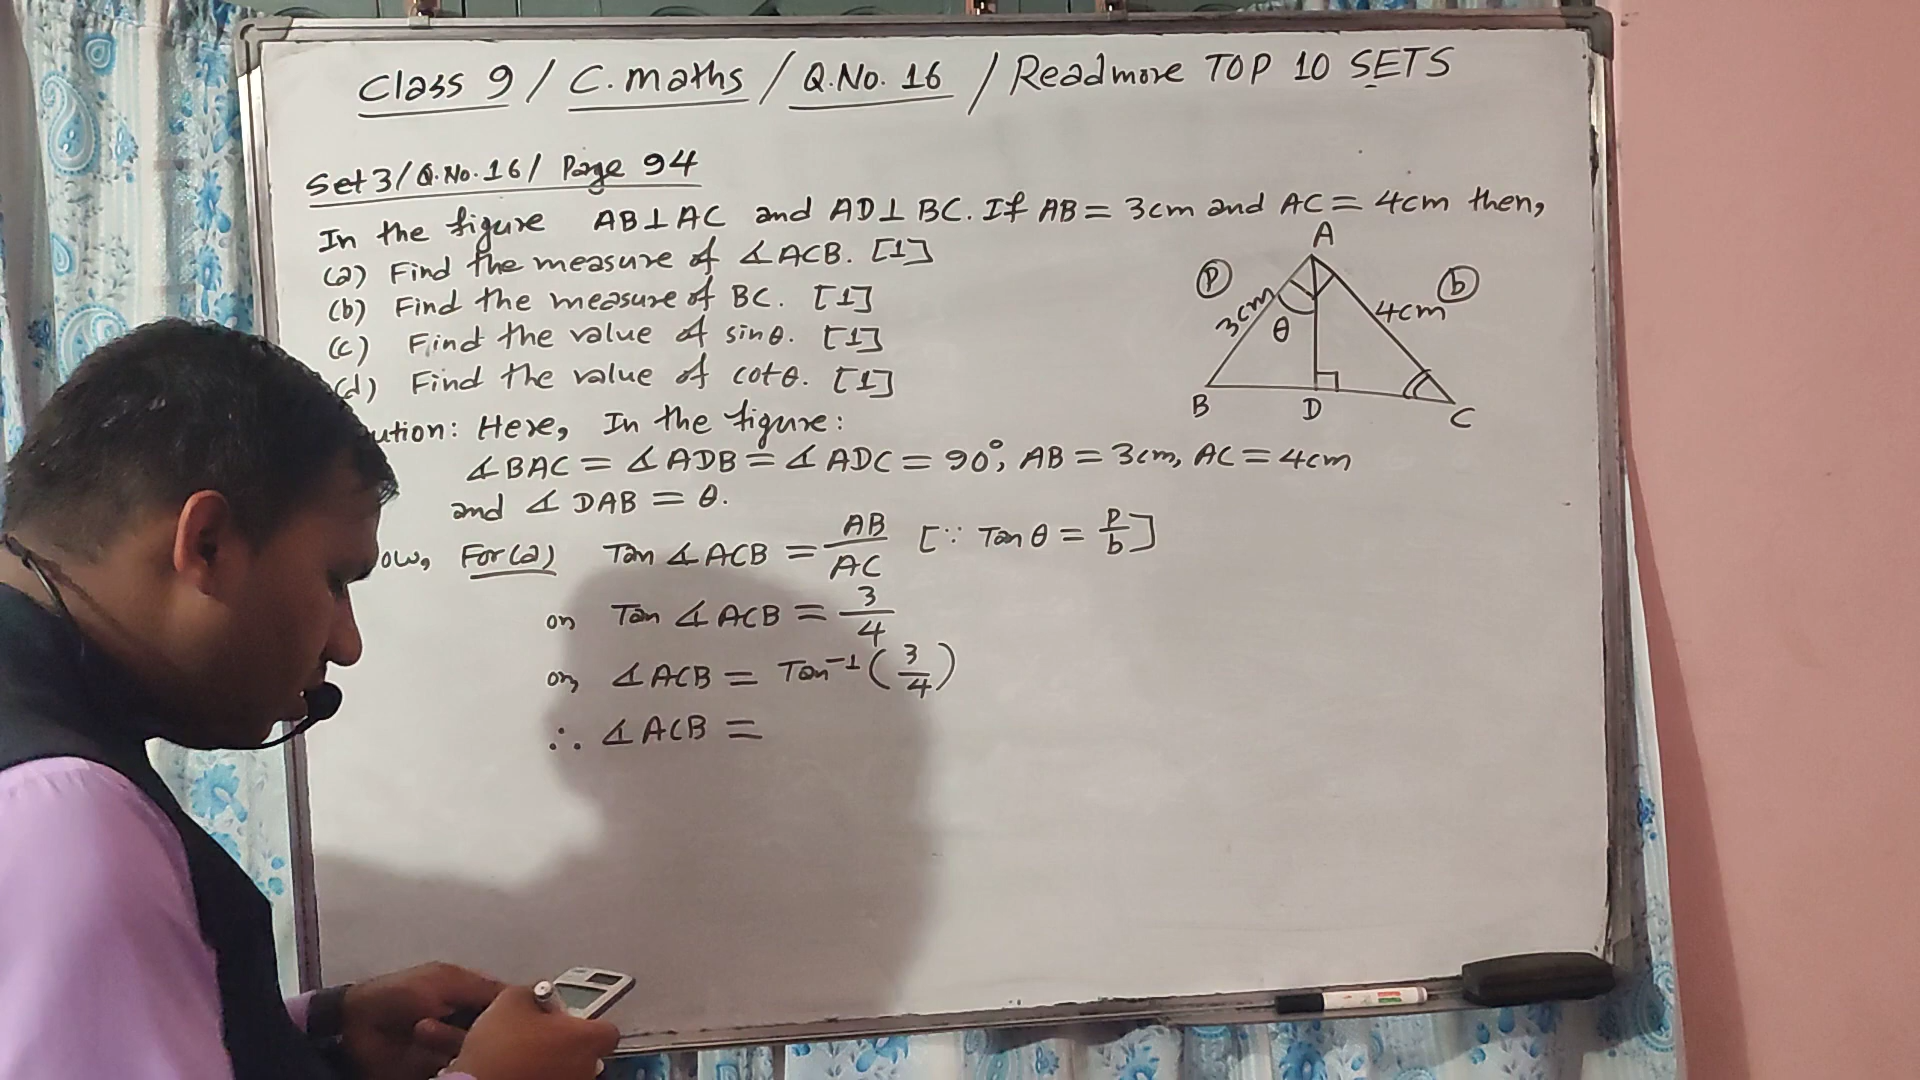 Class 9 / C. maths / Q.No. 16 / Readmore TOP 10 SETS
Set 3/Q.No.16/ Page 94
In the figure AB⊥AC and AD⊥BC. If AB = 3cm and AC = 4cm then,
(a) Find the measure of ∡ACB. [1]
(b) Find the measure of BC. [1]
(c) Find the value of sinθ. [1]
(d) Find the value of cotθ. [1]
A
P
b
3cm
4cm
θ
B
D
C
ution: Here, In the figure:
∡BAC = ∡ADB = ∡ADC = 90°, AB = 3cm, AC = 4cm
and ∡DAB = θ.
ow, For(a) Tan∡ACB = AB/AC [∵ Tanθ = P/b]
or, Tan∡ACB = 3/4
or, ∡ACB = Tan⁻¹(3/4)
∴ ∡ACB =